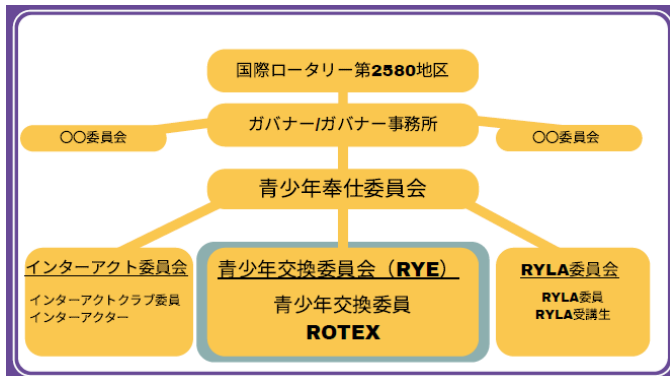 国際ロータリー第2580地区
ガバナー/ガバナー事務所
〇〇委員会
〇〇委員会
青少年奉仕委員会
インターアクト委員会
インターアクトクラブ委員
インターアクター
青少年交換委員会（RYE）
青少年交換委員
ROTEX
RYLA委員会
RYLA委員
RYLA受講生